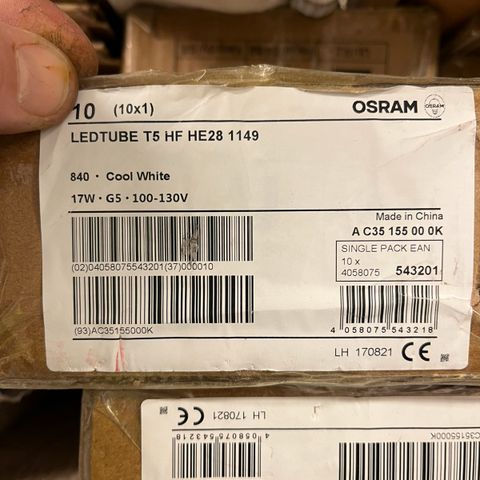 10 (10x1)
OSRAM
LEDTUBE T5 HF HE28 1149
840 · Cool White
17W · G5 · 100-130V
Made in China
A C35 155 00 0K
SINGLE PACK EAN
10 x
4058075 543201
(02)04058075543201(37)000010
(93)AC35155000K
4 058075 543218
LH 170821 CE
CE LH 170821
4 058075 543218
C35155000K